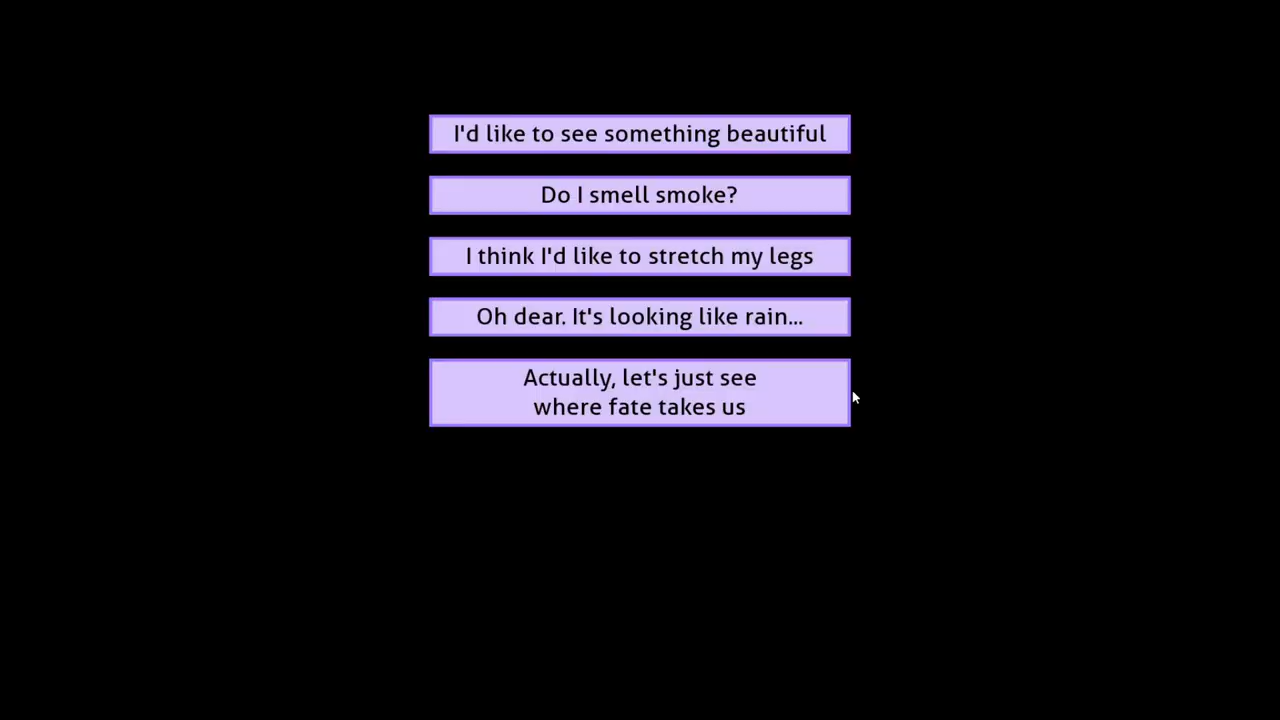 I'd like to see something beautiful
Do I smell smoke?
I think I'd like to stretch my legs
Oh dear. It's looking like rain...
Actually, let's just see
where fate takes us